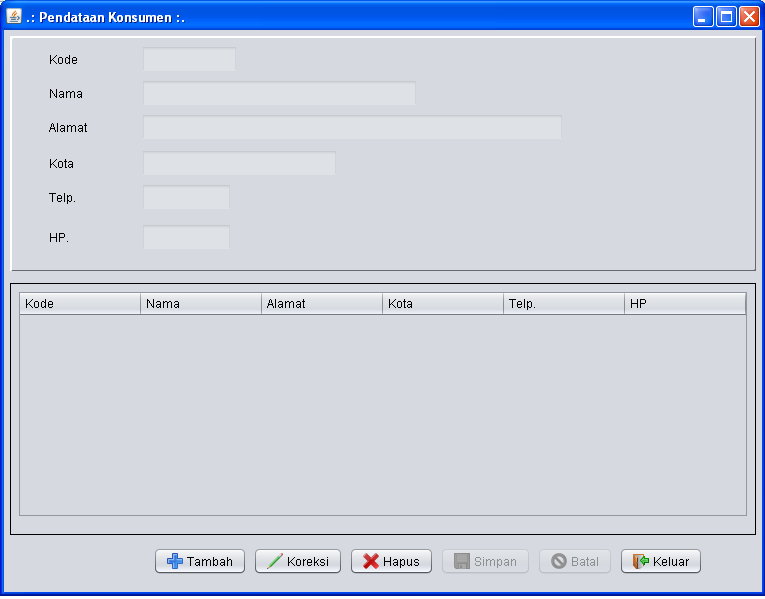 .: Pendataan Konsumen :.
Kode
Nama
Alamat
Kota
Telp.
HP.
Kode Nama Alamat Kota Telp. HP
Tambah Koreksi Hapus Simpan Batal Keluar